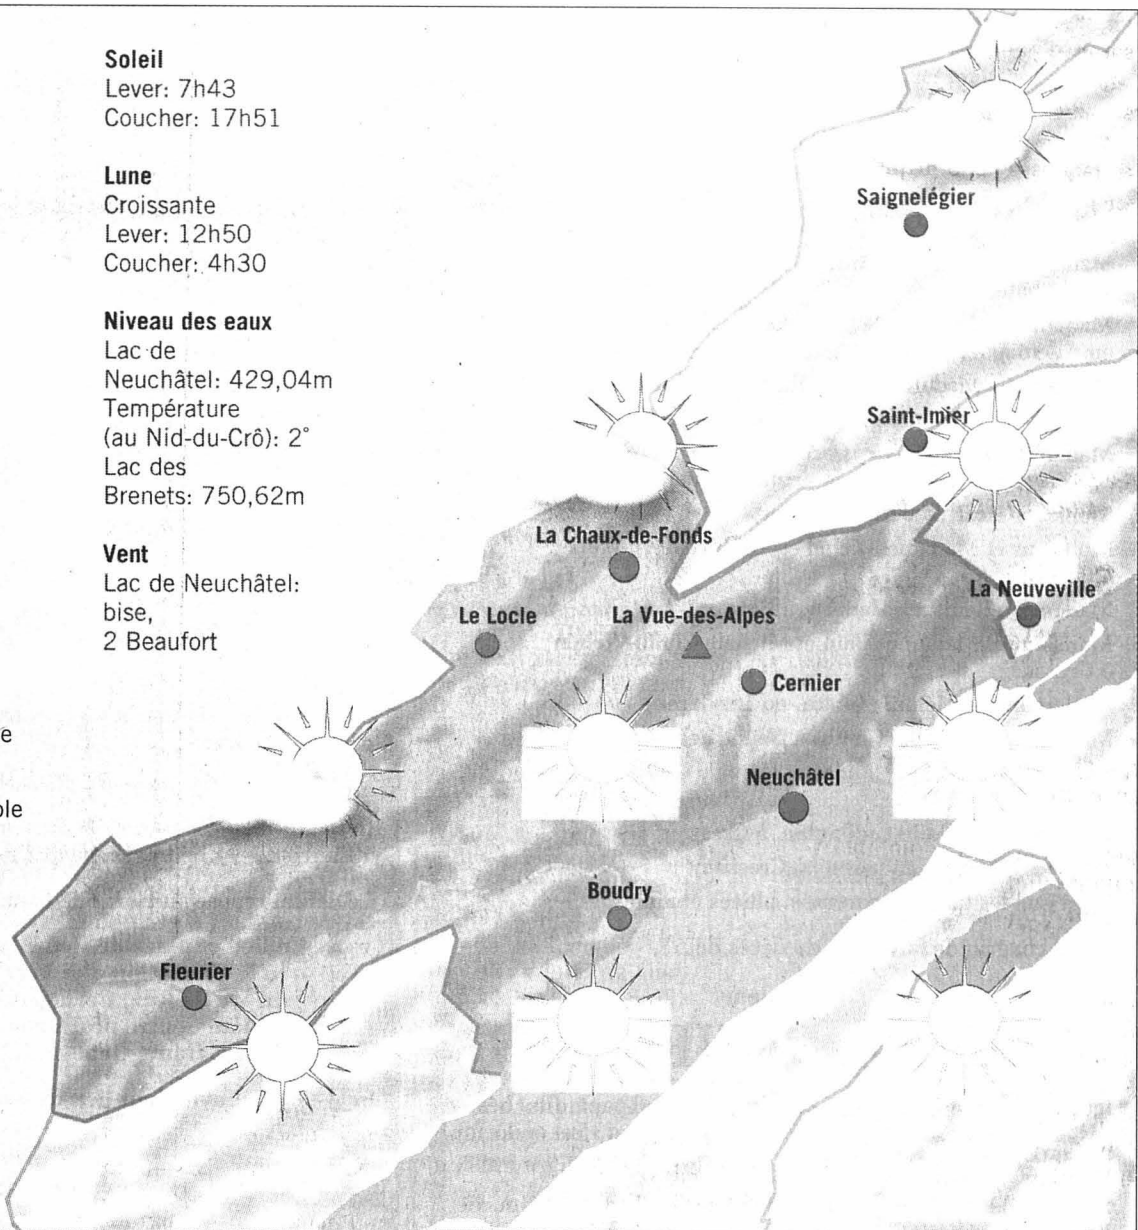 Soleil
Lever: 7h43
Coucher: 17h51
Lune
Croissante
Lever: 12h50
Coucher: 4h30
Niveau des eaux
Lac de
Neuchâtel: 429,04m
Température
(au Nid-du-Crô): 2°
Lac des
Brenets: 750,62m
Vent
Lac de Neuchâtel:
bise,
2 Beaufort
Saignelégier
Saint-Imier
La Chaux-de-Fonds
La Neuveville
Le Locle
La Vue-des-Alpes
Cernier
Neuchâtel
Boudry
Fleurier